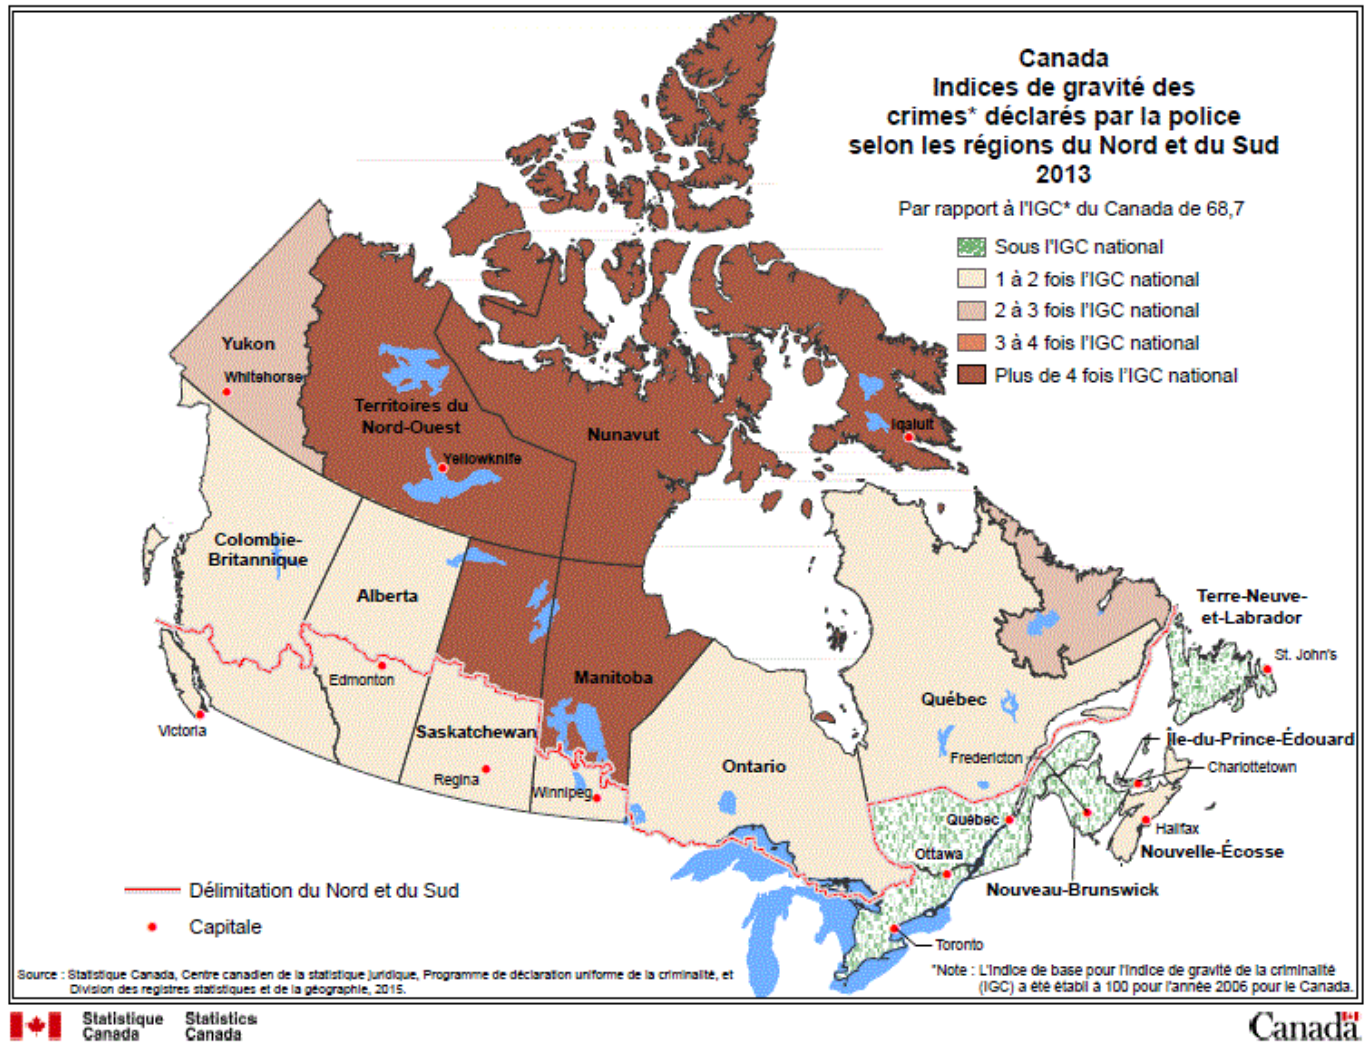 Canada
Indices de gravité des
crimes* déclarés par la police
selon les régions du Nord et du Sud
2013
Par rapport à l'IGC* du Canada de 68,7
Sous l'IGC national
1 à 2 fois l'IGC national
2 à 3 fois l'IGC national
3 à 4 fois l'IGC national
Plus de 4 fois l'IGC national
Yukon
Whitehorse
Territoires du
Nord-Ouest
Yellowknife
Nunavut
Iqaluit
Colombie-
Britannique
Alberta
Edmonton
Victoria
Saskatchewan
Regina
Manitoba
Winnipeg
Ontario
Québec
Terre-Neuve-
et-Labrador
St. John's
Fredericton
Île-du-Prince-Édouard
Charlottetown
Québec
Halifax
Nouvelle-Écosse
Ottawa
Nouveau-Brunswick
Toronto
Délimitation du Nord et du Sud
Capitale
Source : Statistique Canada, Centre canadien de la statistique juridique, Programme de déclaration uniforme de la criminalité, et
Division des registres statistiques et de la géographie, 2015.
*Note : L'indice de base pour l'indice de gravité de la criminalité
(IGC) a été établi à 100 pour l'année 2006 pour le Canada.
Statistique Statistics
Canada Canada
Canada